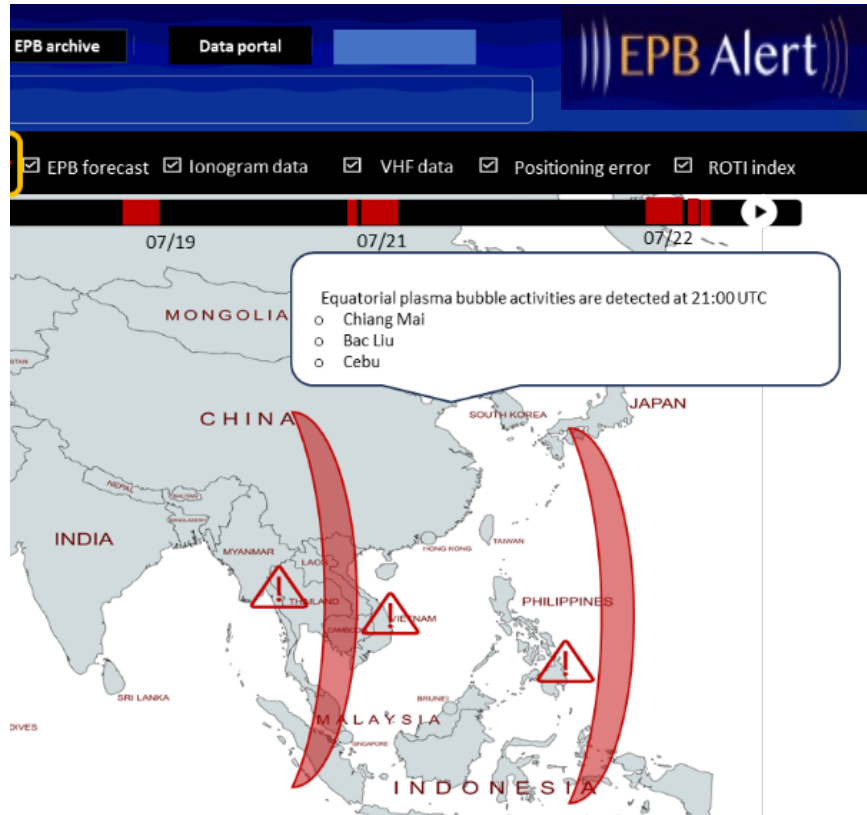 EPB archive
Data portal
EPB Alert
EPB forecast
Ionogram data
VHF data
Positioning error
ROTI index
07/19
07/21
07/22
Equatorial plasma bubble activities are detected at 21:00 UTC
Chiang Mai
Bac Liu
Cebu
MONGOLIA
CHINA
SOUTH KOREA
JAPAN
NEPAL
BHUTAN
BANGLADESH
INDIA
MYANMAR
LAOS
HONG KONG
TAIWAN
THAILAND
VIETNAM
CAMBODIA
PHILIPPINES
SRI LANKA
BRUNEI
MALAYSIA
SINGAPORE
DIVES
INDONESIA